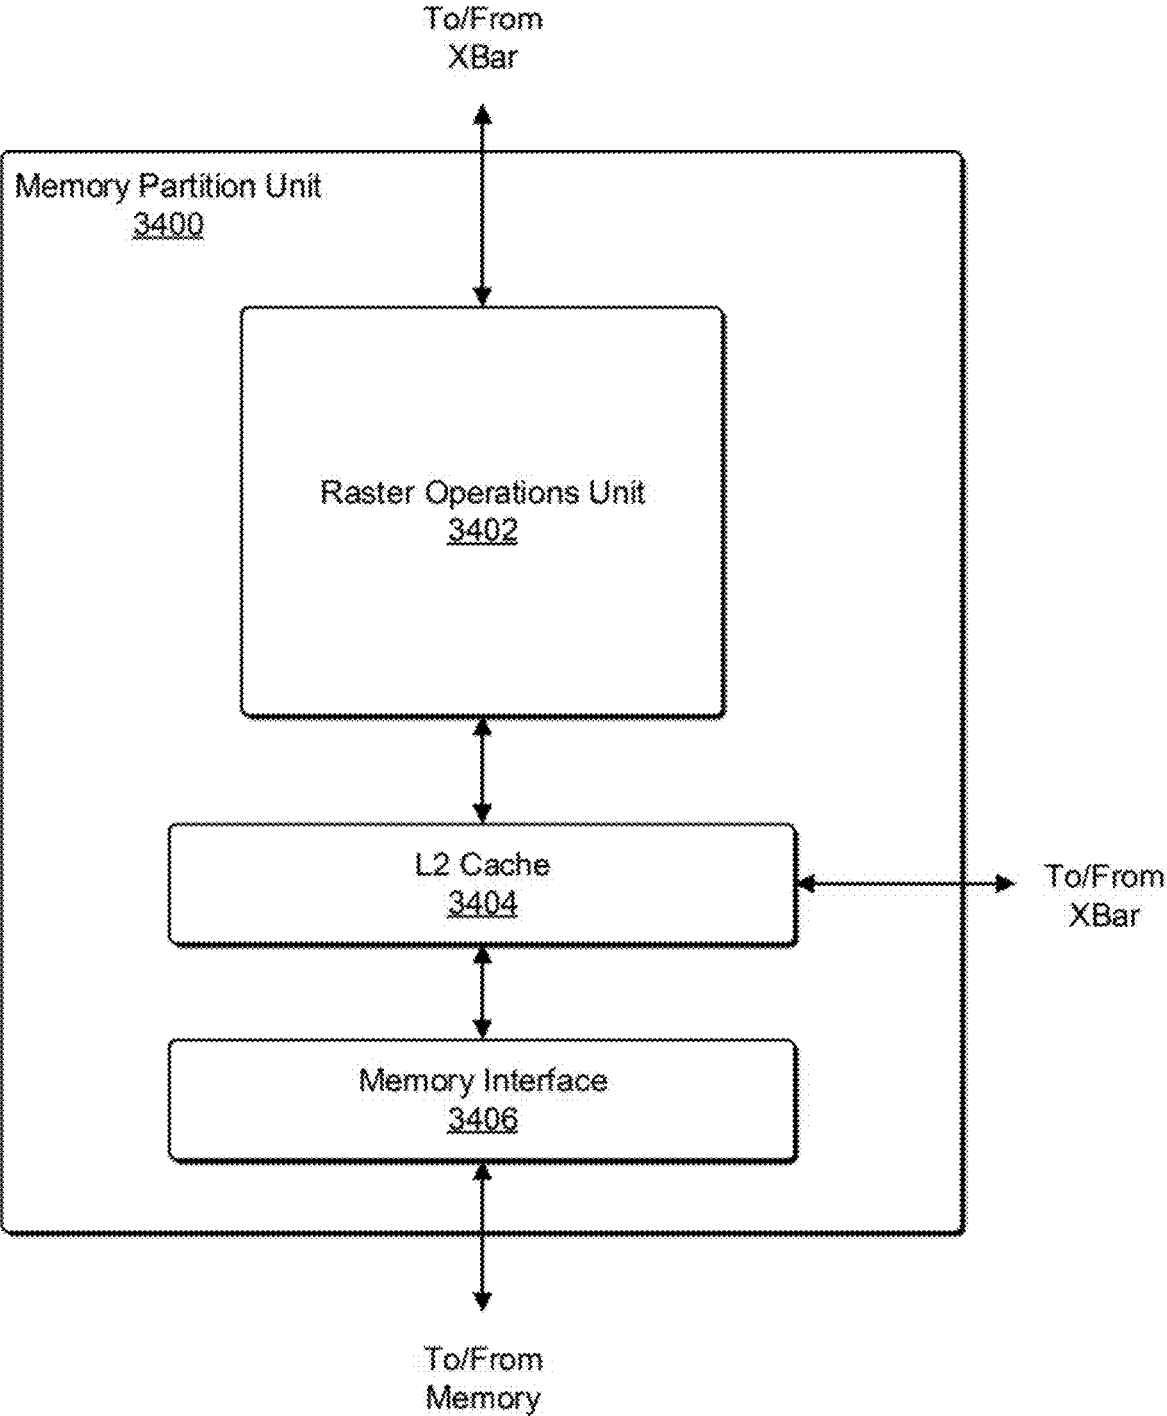 To/From
XBar
Memory Partition Unit
3400
Raster Operations Unit
3402
L2 Cache
3404
To/From
XBar
Memory Interface
3406
To/From
Memory